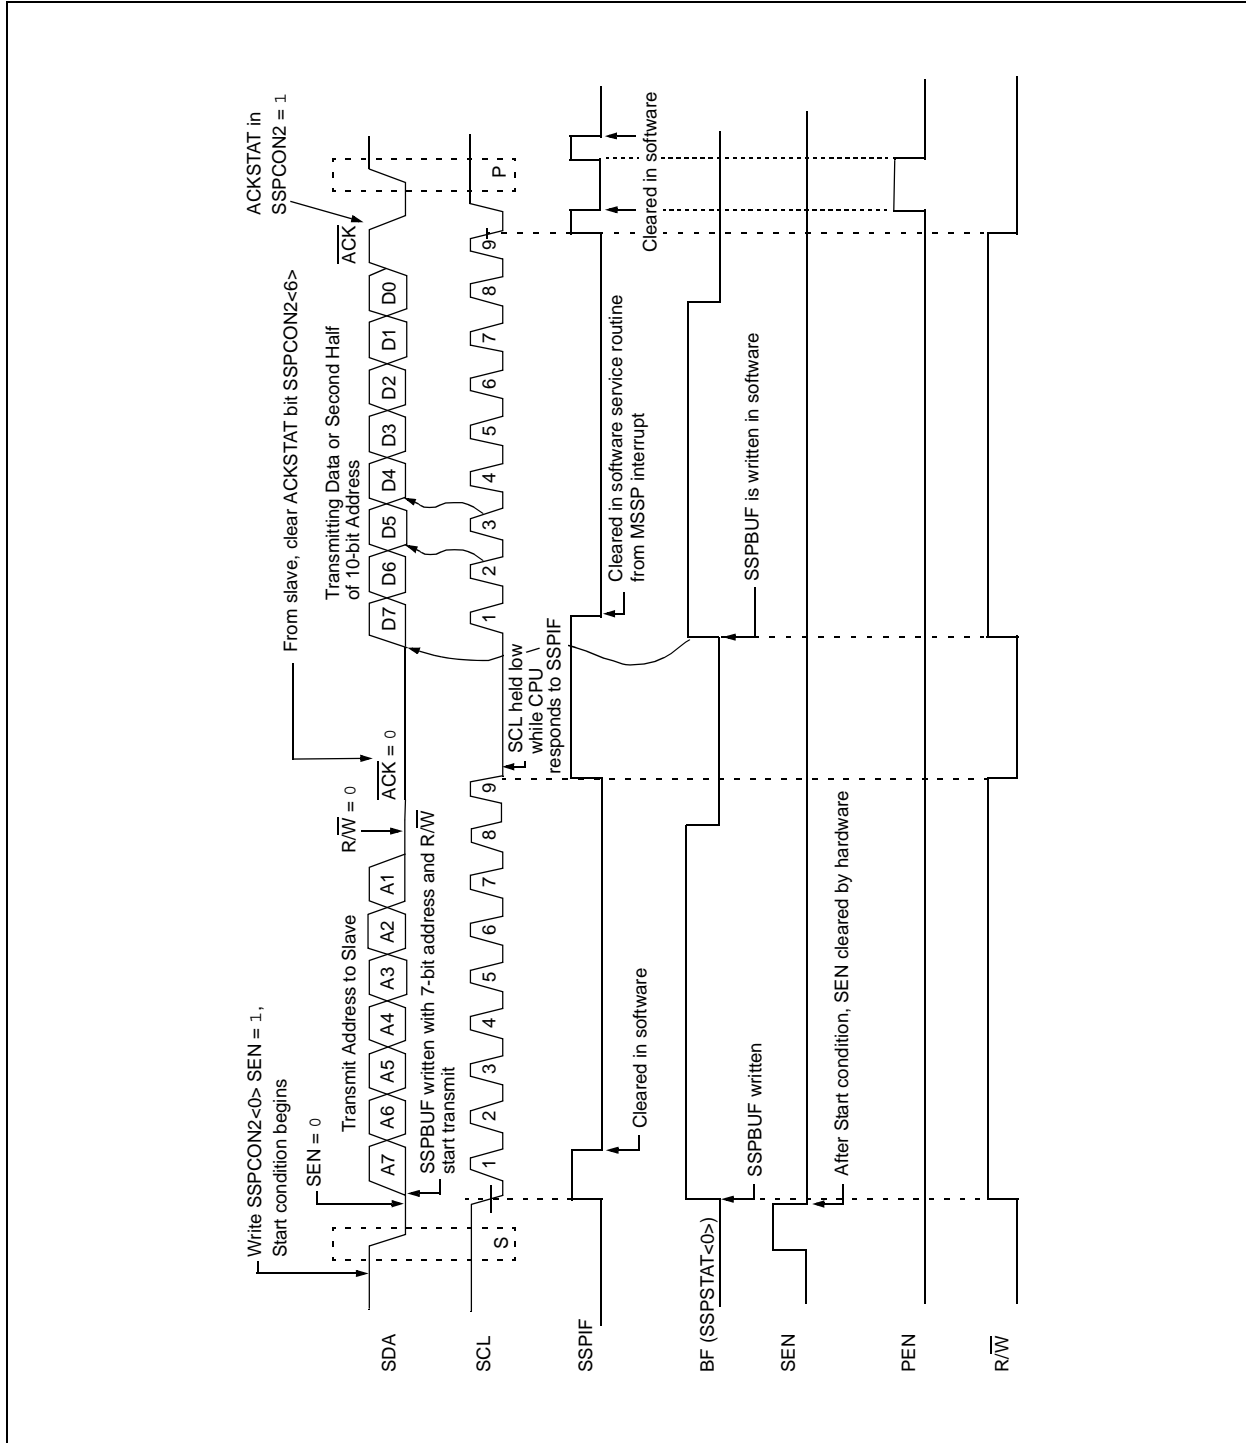 Write SSPCON2<0> SEN = 1,
Start condition begins
SEN = 0
Transmit Address to Slave
R/W = 0
From slave, clear ACKSTAT bit SSPCON2<6>
ACK = 0
Transmitting Data or Second Half
of 10-bit Address
ACKSTAT in
SSPCON2 = 1
ACK
SDA
A7 A6 A5 A4 A3 A2 A1
D7 D6 D5 D4 D3 D2 D1 D0
SSPBUF written with 7-bit address and R/W
start transmit
SCL
S
1 2 3 4 5 6 7 8 9
1 2 3 4 5 6 7 8 9
P
SCL held low
while CPU
responds to SSPIF
SSPIF
Cleared in software
Cleared in software service routine
from MSSP interrupt
Cleared in software
Cleared in software
BF (SSPSTAT<0>)
SSPBUF written
SSPBUF is written in software
SEN
After Start condition, SEN cleared by hardware
PEN
R/W